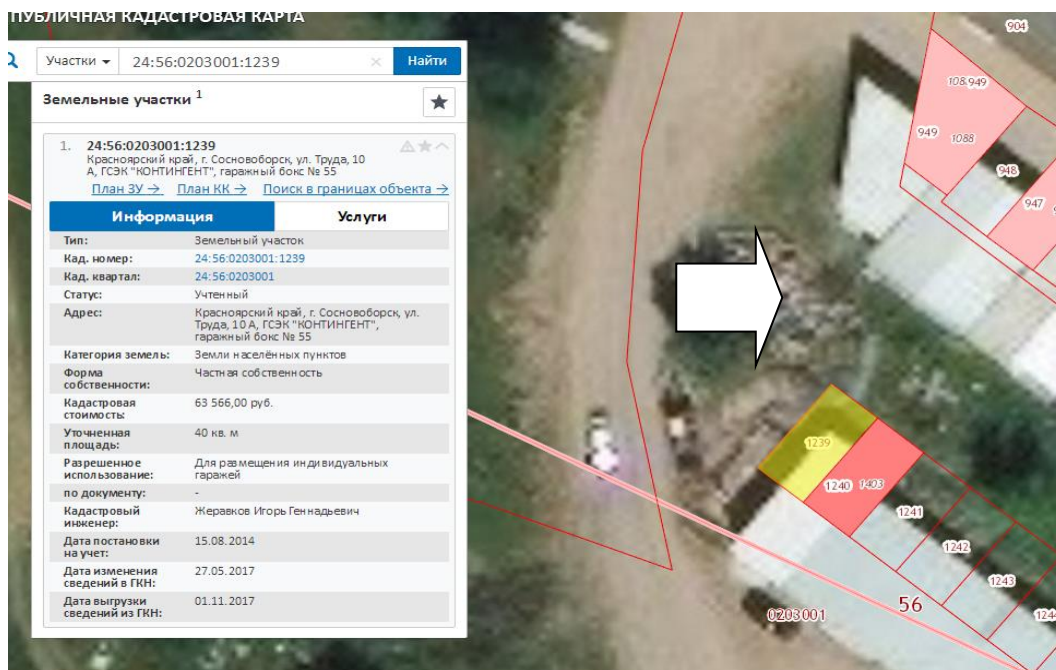 ПУБЛИЧНАЯ КАДАСТРОВАЯ КАРТА
Участки 24:56:0203001:1239 × Найти
Земельные участки 1
1. 24:56:0203001:1239
Красноярский край, г. Сосновоборск, ул. Труда, 10
А, ГСЭК "КОНТИНГЕНТ", гаражный бокс № 55
План ЗУ → План КК → Поиск в границах объекта →
Информация Услуги
Тип: Земельный участок
Кад. номер: 24:56:0203001:1239
Кад. квартал: 24:56:0203001
Статус: Учтенный
Адрес: Красноярский край, г. Сосновоборск, ул.
Труда, 10 А, ГСЭК "КОНТИНГЕНТ",
гаражный бокс № 55
Категория земель: Земли населённых пунктов
Форма
собственности: Частная собственность
Кадастровая
стоимость: 63 566,00 руб.
Уточненная
площадь: 40 кв. м
Разрешенное
использование: Для размещения индивидуальных
гаражей
по документу: -
Кадастровый
инженер: Жеравков Игорь Геннадьевич
Дата постановки
на учет: 15.08.2014
Дата изменения
сведений в ГКН: 27.05.2017
Дата выгрузки
сведений из ГКН: 01.11.2017
904
949
949 1088
948
947
1239
1240 1403
1241
1242
1243
56
0203001